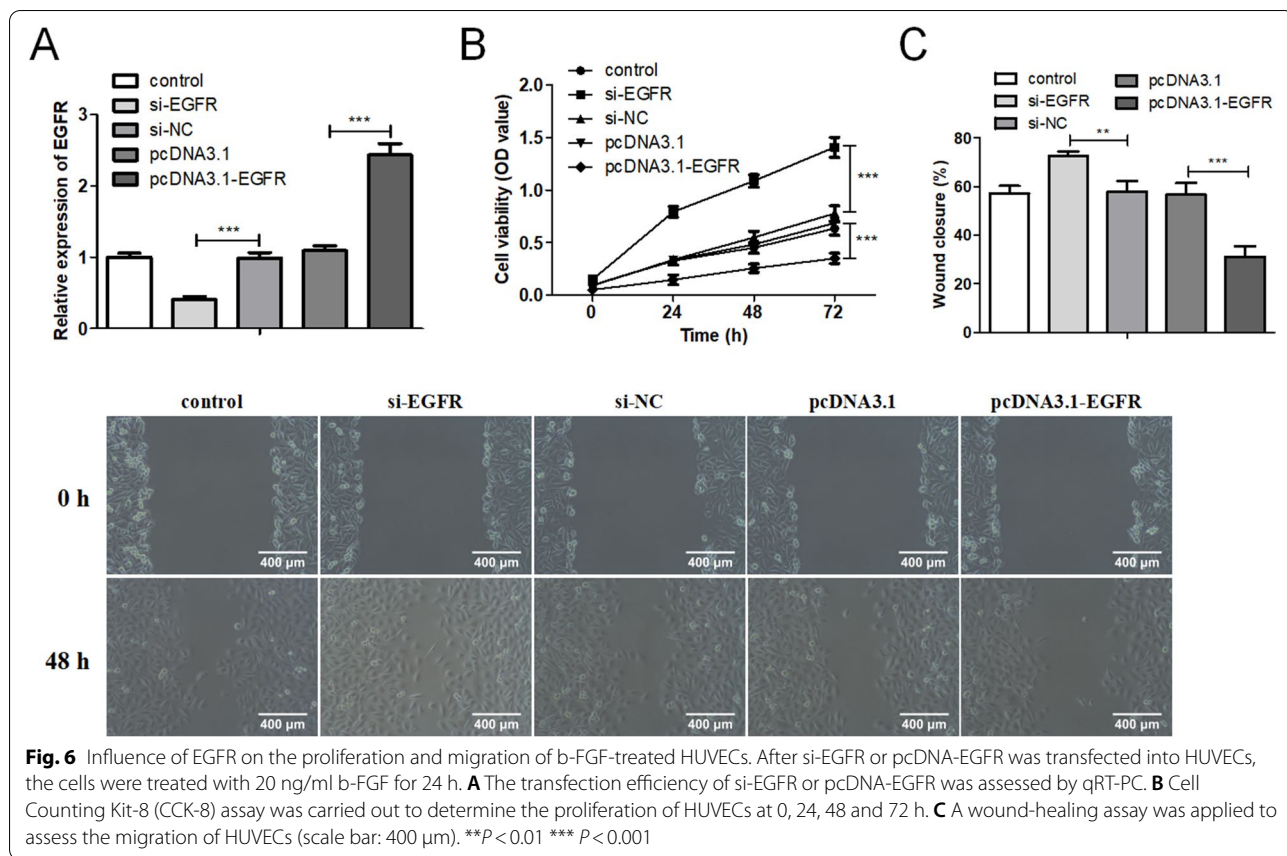 A
control
si-EGFR
si-NC
pcDNA3.1
pcDNA3.1-EGFR
Relative expression of EGFR
3
2
1
0
***
***
B
control
si-EGFR
si-NC
pcDNA3.1
pcDNA3.1-EGFR
Cell viability (OD value)
2.0
1.5
1.0
0.5
0.0
0 24 48 72
Time (h)
***
***
C
control
si-EGFR
si-NC
pcDNA3.1
pcDNA3.1-EGFR
Wound closure (%)
80
60
40
20
0
**
***
control si-EGFR si-NC pcDNA3.1 pcDNA3.1-EGFR
0 h
400 μm 400 μm 400 μm 400 μm 400 μm
48 h
400 μm 400 μm 400 μm 400 μm 400 μm
Fig. 6 Influence of EGFR on the proliferation and migration of b-FGF-treated HUVECs. After si-EGFR or pcDNA-EGFR was transfected into HUVECs,
the cells were treated with 20 ng/ml b-FGF for 24 h. A The transfection efficiency of si-EGFR or pcDNA-EGFR was assessed by qRT-PC. B Cell
Counting Kit-8 (CCK-8) assay was carried out to determine the proliferation of HUVECs at 0, 24, 48 and 72 h. C A wound-healing assay was applied to
assess the migration of HUVECs (scale bar: 400 μm). **P < 0.01 *** P < 0.001